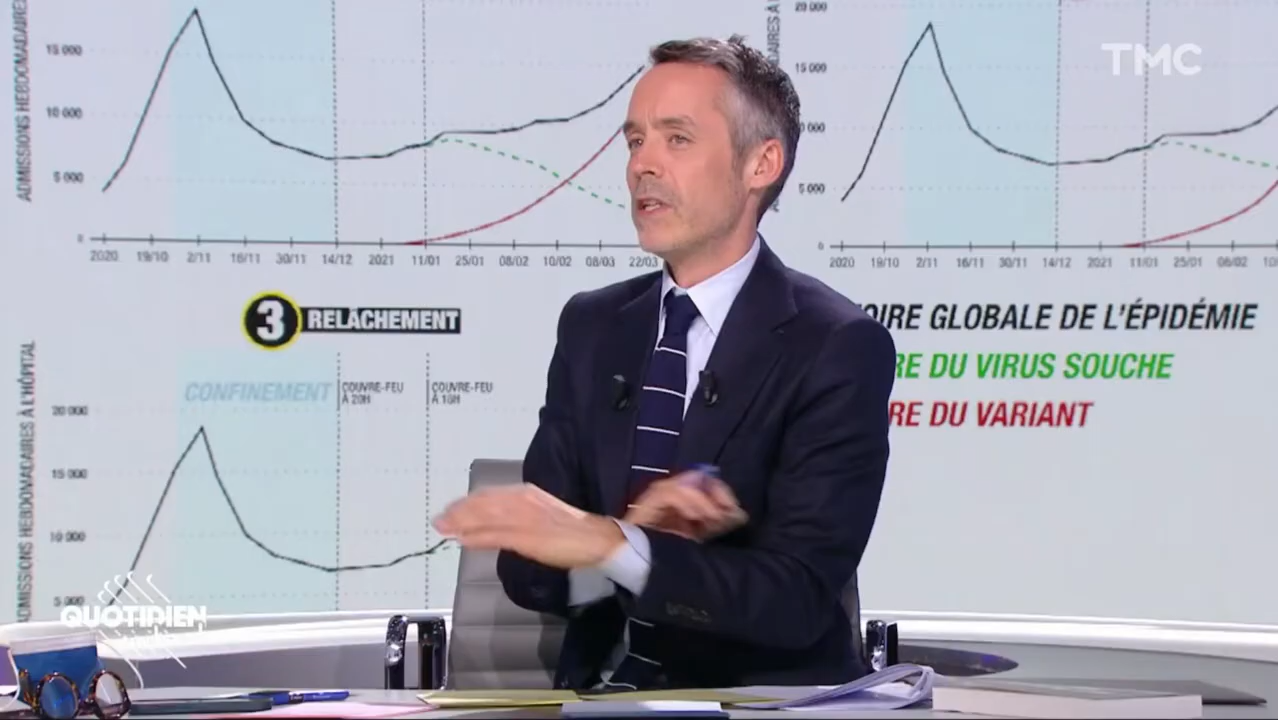 TMC
ADMISSIONS HEBDOMADAIRES
15 000
10 000
5 000
0
2020 19/10 2/11 16/11 30/11 14/12 2021 11/01 25/01 08/02 10/02 08/03 22/03
20 000
15 000
5 000
0
2020 19/10 2/11 16/11 30/11 14/12 2021 11/01 25/01 08/02
3 RELÂCHEMENT
GLOBALE DE L'ÉPIDÉMIE
DU VIRUS SOUCHE
DU VARIANT
ADMISSIONS HEBDOMADAIRES À L'HÔPITAL
CONFINEMENT
COUVRE-FEU
À 20H
COUVRE-FEU
À 18H
20 000
15 000
10 000
5 000
QUOTIDIEN